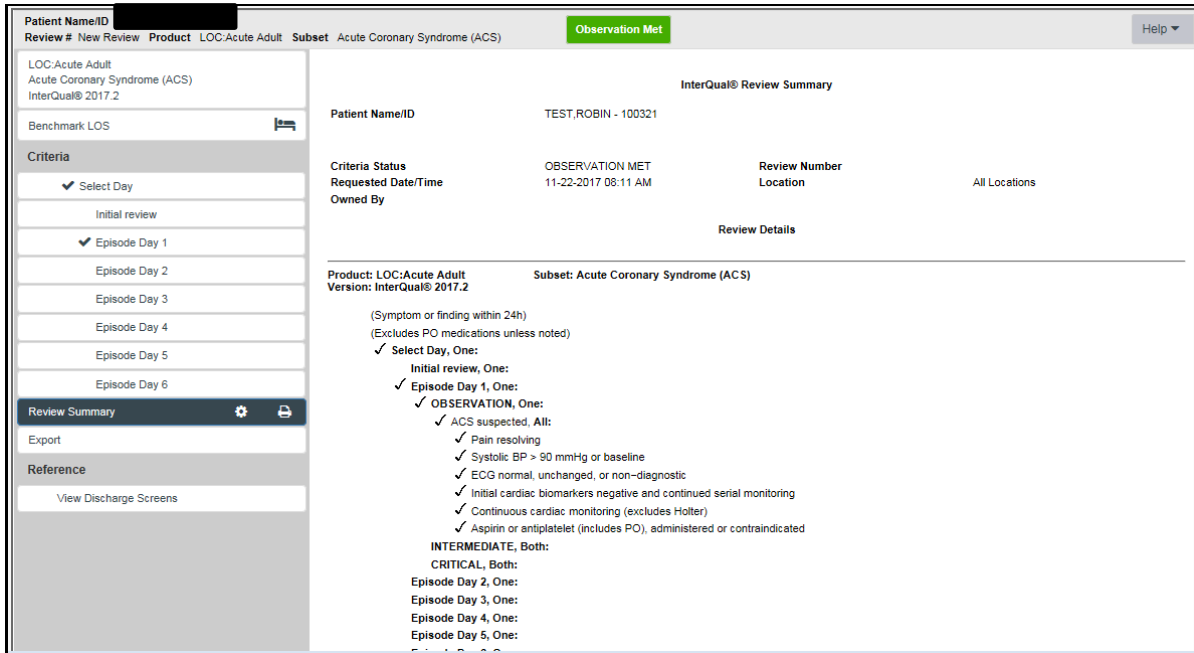 Patient Name/ID
Review # New Review Product LOC:Acute Adult Subset Acute Coronary Syndrome (ACS)
Observation Met
Help
LOC:Acute Adult
Acute Coronary Syndrome (ACS)
InterQual® 2017.2
Benchmark LOS
Criteria
Select Day
Initial review
Episode Day 1
Episode Day 2
Episode Day 3
Episode Day 4
Episode Day 5
Episode Day 6
Review Summary
Export
Reference
View Discharge Screens
InterQual® Review Summary
Patient Name/ID TEST,ROBIN - 100321
Criteria Status OBSERVATION MET Review Number
Requested Date/Time 11-22-2017 08:11 AM Location All Locations
Owned By
Review Details
Product: LOC:Acute Adult Subset: Acute Coronary Syndrome (ACS)
Version: InterQual® 2017.2
(Symptom or finding within 24h)
(Excludes PO medications unless noted)
✓ Select Day, One:
Initial review, One:
✓ Episode Day 1, One:
✓ OBSERVATION, One:
✓ ACS suspected, All:
✓ Pain resolving
✓ Systolic BP > 90 mmHg or baseline
✓ ECG normal, unchanged, or non-diagnostic
✓ Initial cardiac biomarkers negative and continued serial monitoring
✓ Continuous cardiac monitoring (excludes Holter)
✓ Aspirin or antiplatelet (includes PO), administered or contraindicated
INTERMEDIATE, Both:
CRITICAL, Both:
Episode Day 2, One:
Episode Day 3, One:
Episode Day 4, One:
Episode Day 5, One: